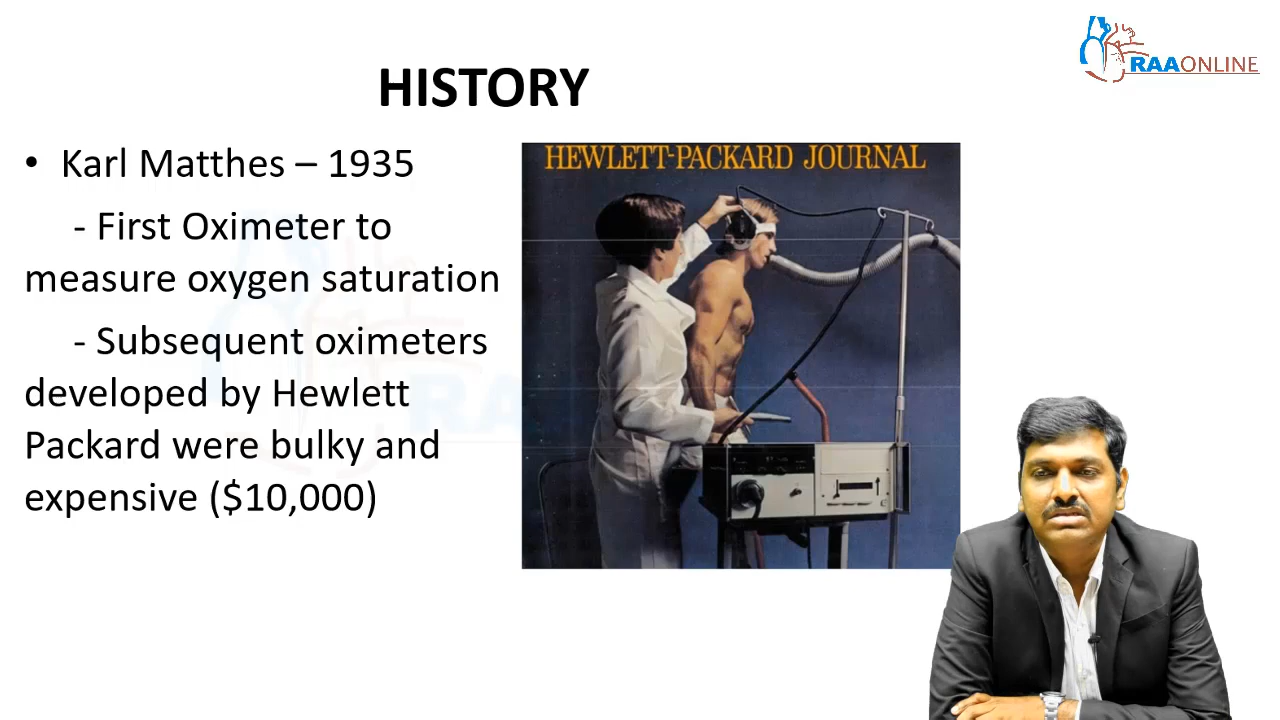 RAAONLINE
HISTORY
• Karl Matthes – 1935
- First Oximeter to
measure oxygen saturation
- Subsequent oximeters
developed by Hewlett
Packard were bulky and
expensive ($10,000)
HEWLETT-PACKARD JOURNAL
RAA